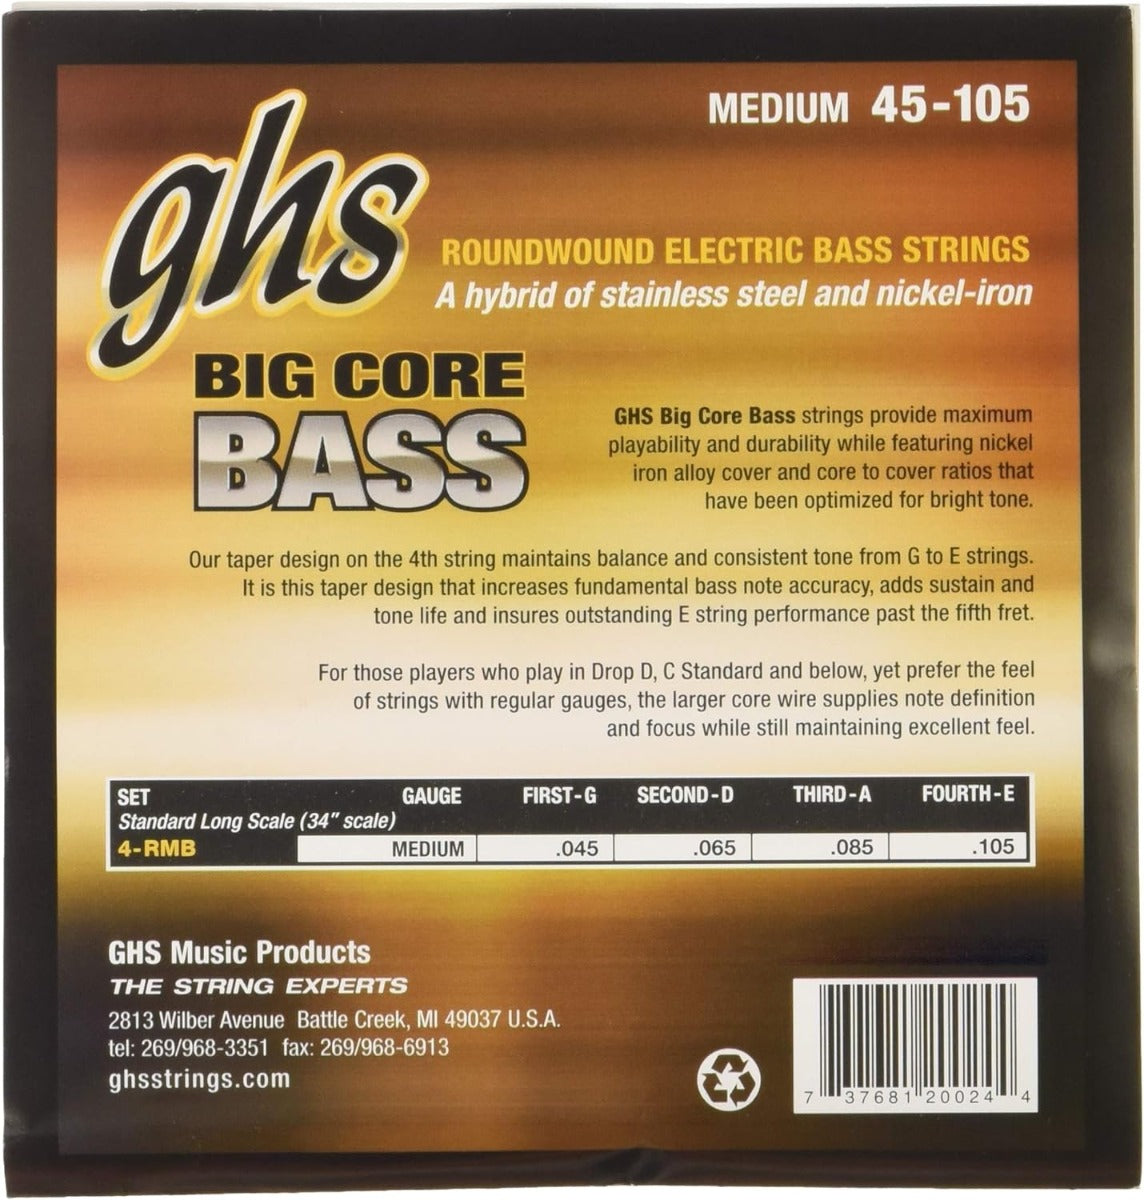 MEDIUM 45-105
ghs
ROUNDWOUND ELECTRIC BASS STRINGS
A hybrid of stainless steel and nickel-iron
BIG CORE
BASS
GHS Big Core Bass strings provide maximum
playability and durability while featuring nickel
iron alloy cover and core to cover ratios that
have been optimized for bright tone.
Our taper design on the 4th string maintains balance and consistent tone from G to E strings.
It is this taper design that increases fundamental bass note accuracy, adds sustain and
tone life and insures outstanding E string performance past the fifth fret.
For those players who play in Drop D, C Standard and below, yet prefer the feel
of strings with regular gauges, the larger core wire supplies note definition
and focus while still maintaining excellent feel.
SET GAUGE FIRST-G SECOND-D THIRD-A FOURTH-E
Standard Long Scale (34" scale)
4-RMB MEDIUM .045 .065 .085 .105
GHS Music Products
THE STRING EXPERTS
2813 Wilber Avenue Battle Creek, MI 49037 U.S.A.
tel: 269/968-3351 fax: 269/968-6913
ghsstrings.com
7 37681 20024 4